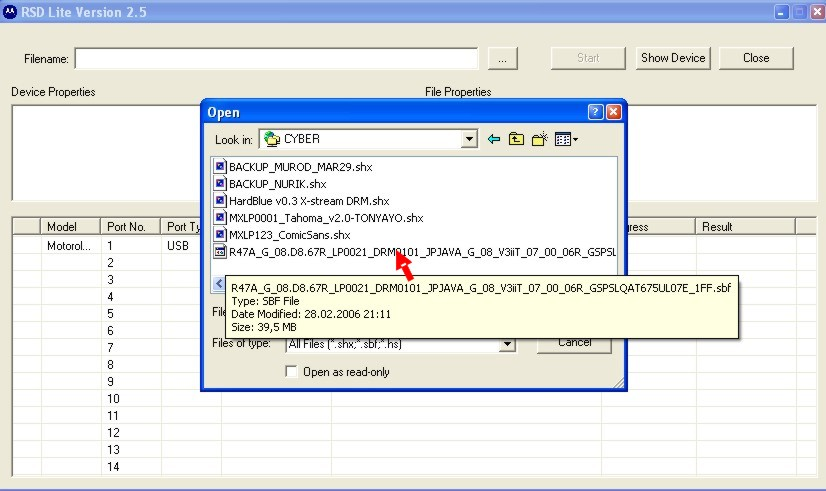 RSD Lite Version 2.5
Filename:
...
Start
Show Device
Close
Device Properties
File Properties
Open
Look in:
CYBER
BACKUP_MUROD_MAR29.shx
BACKUP_NURIK.shx
HardBlue v0.3 X-stream DRM.shx
MXLP0001_Tahoma_v2.0-TONYAYO.shx
MXLP123_ComicSans.shx
R47A_G_08.D8.67R_LP0021_DRM0101_JPJAVA_G_08_V3iiT_07_00_06R_GSPSL
R47A_G_08.D8.67R_LP0021_DRM0101_JPJAVA_G_08_V3iiT_07_00_06R_GSPSLQAT675UL07E_1FF.sbf
Type: SBF File
Date Modified: 28.02.2006 21:11
Size: 39,5 MB
Files of type:
All Files (*.shx;*.sbf;*.hs)
Cancel
Open as read-only
Model Port No. Port Ty ress Result
Motorol... 1 USB
2
3
4
5
6
7
8
9
10
11
12
13
14